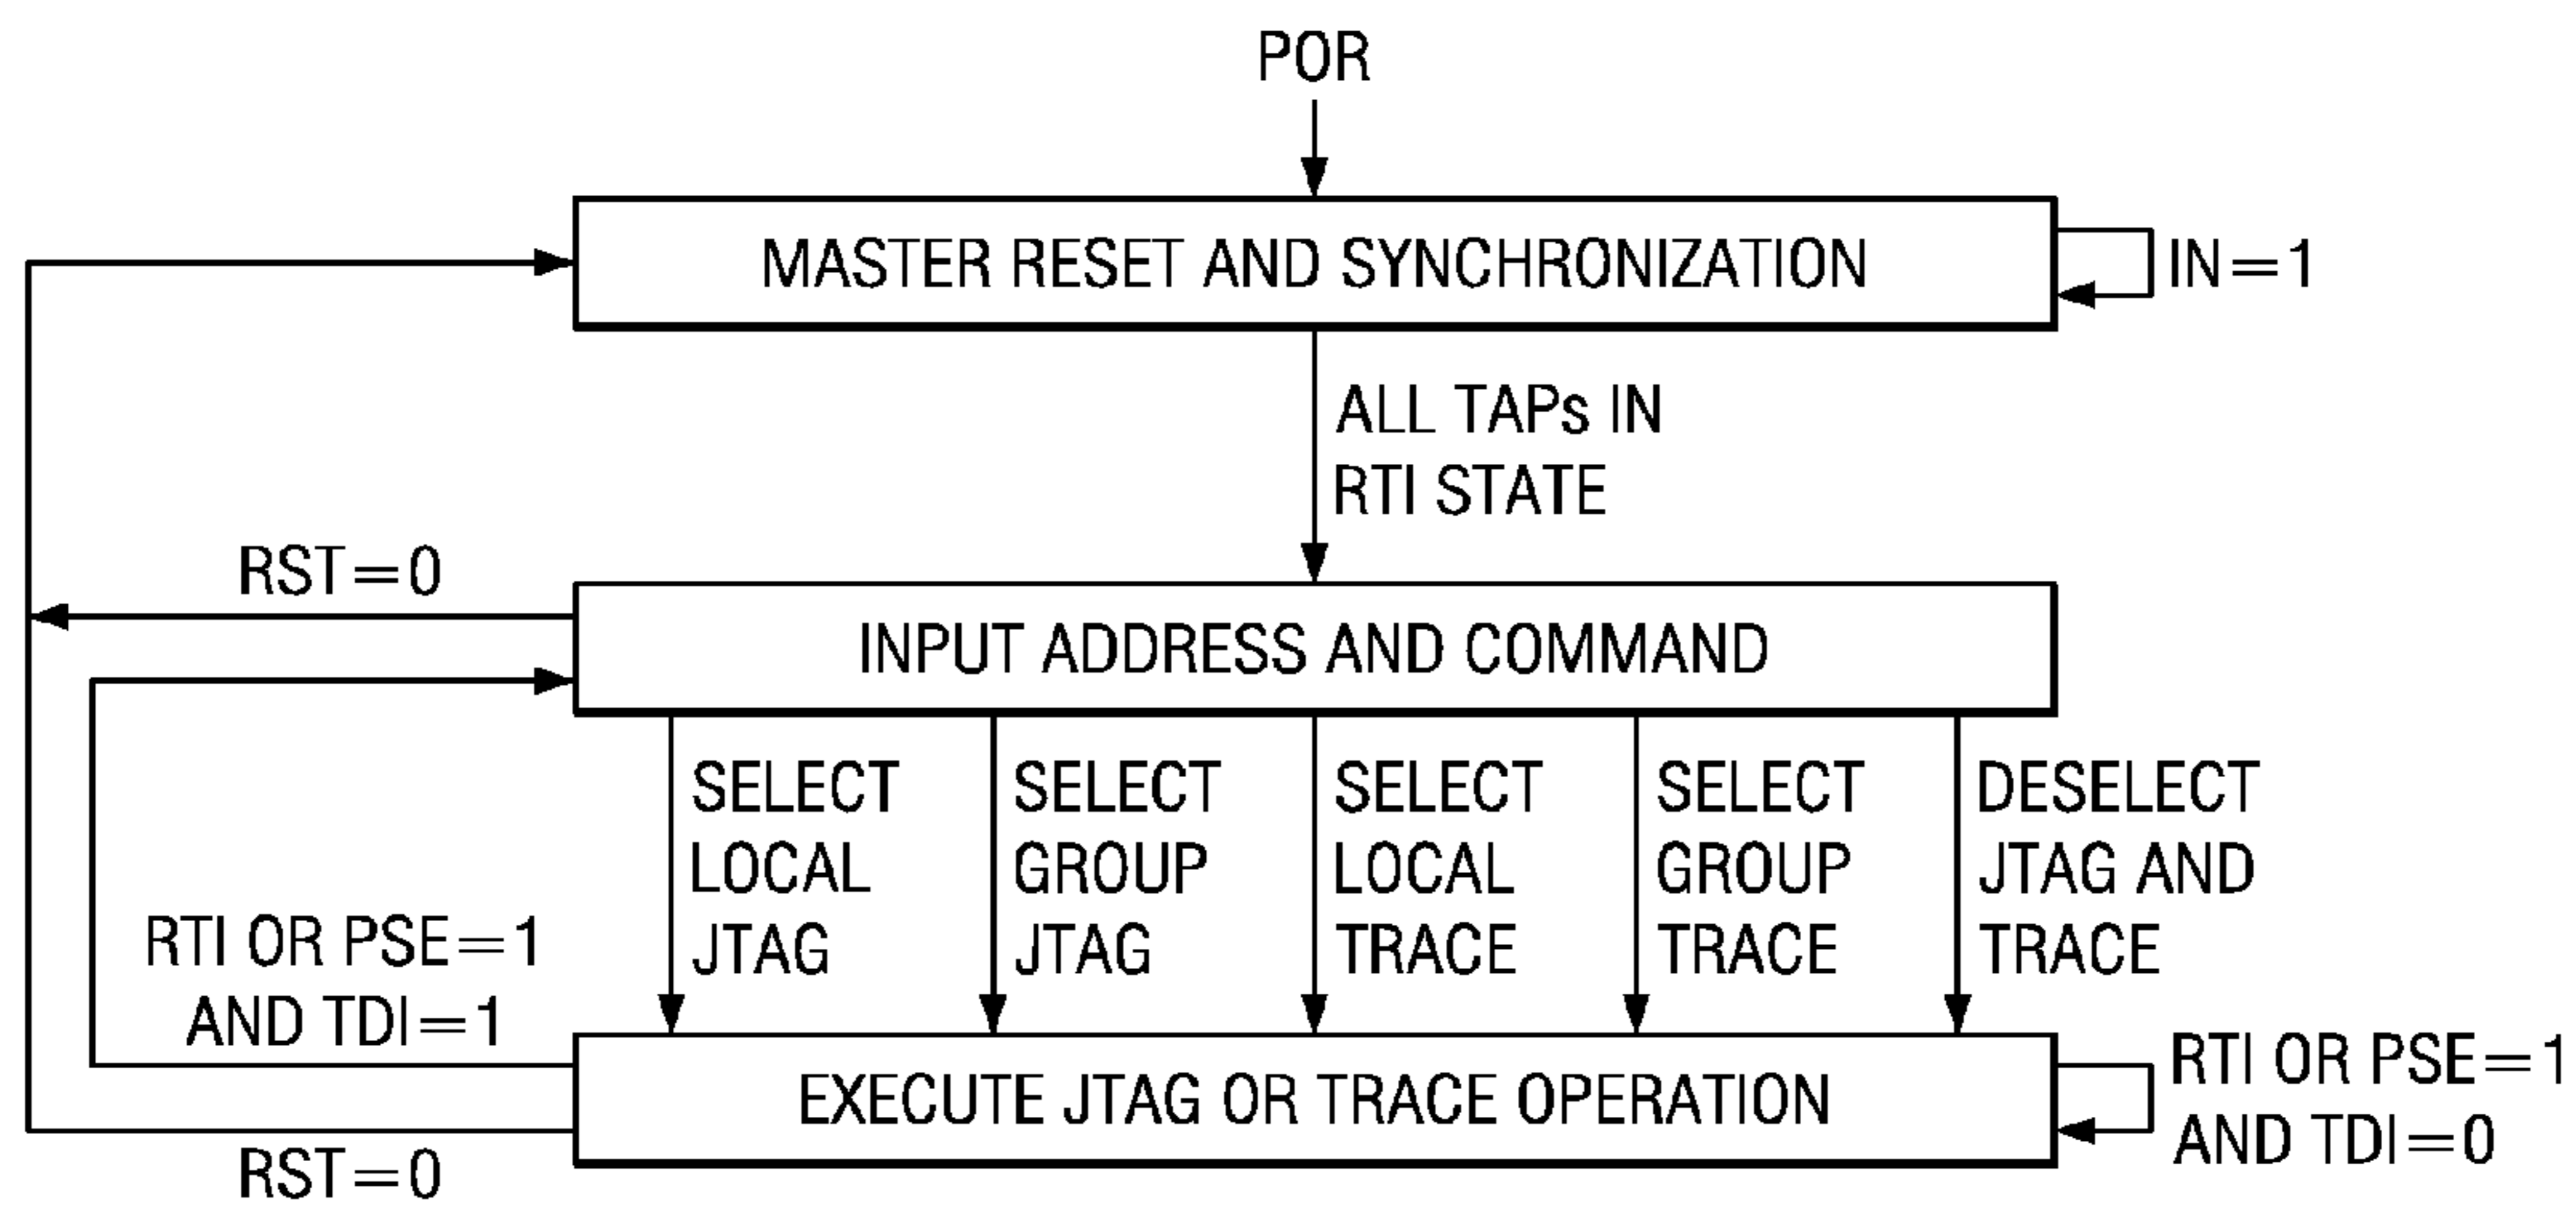 POR
MASTER RESET AND SYNCHRONIZATION
IN=1
ALL TAPs IN
RTI STATE
RST=0
INPUT ADDRESS AND COMMAND
SELECT
LOCAL
JTAG
SELECT
GROUP
JTAG
SELECT
LOCAL
TRACE
SELECT
GROUP
TRACE
DESELECT
JTAG AND
TRACE
RTI OR PSE=1
AND TDI=1
EXECUTE JTAG OR TRACE OPERATION
RTI OR PSE=1
AND TDI=0
RST=0